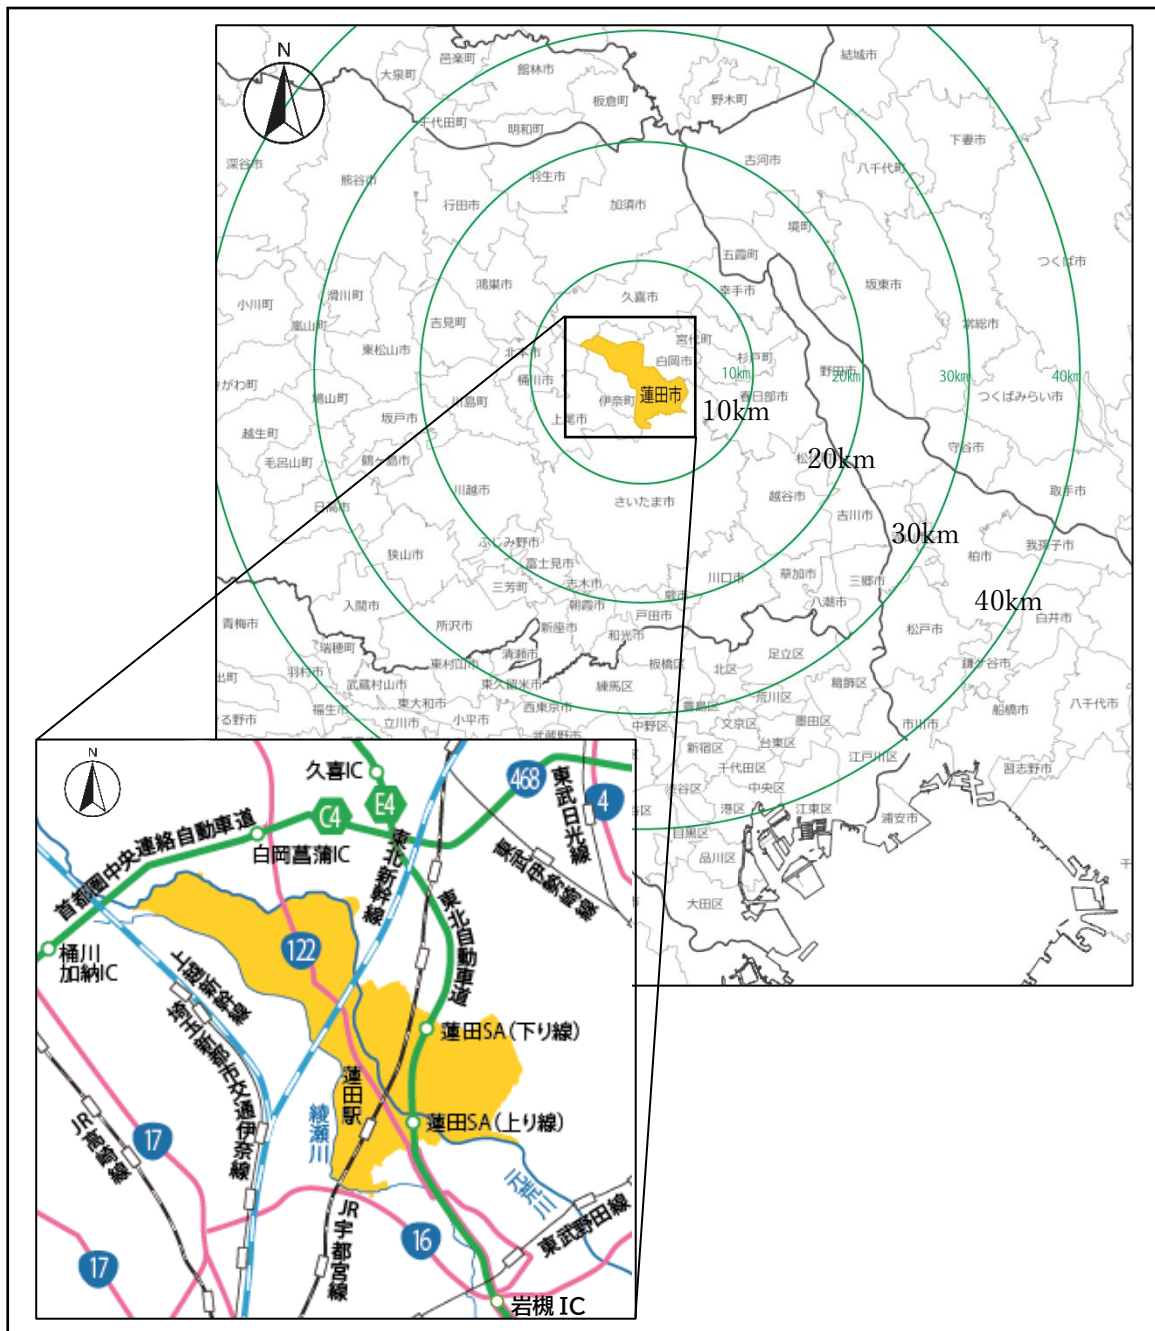 N
結城市
邑楽町
大泉町
館林市
板倉町
野木町
千代田町
明和町
下妻市
深谷市
古河市
八千代町
熊谷市
羽生市
行田市
加須市
境町
五霞町
つくば市
鴻巣市
幸手市
坂東市
久喜市
小川町
滑川町
嵐山町
吉見町
常総市
宮代町
東松山市
北本市
白岡市
杉戸町
野田市
桶川市
10km
20km
30km
40km
きがわ町
鳩山町
川島町
伊奈町
蓮田市
春日部市
つくばみらい市
坂戸市
上尾市
10km
越生町
守谷市
毛呂山町
鶴ヶ島市
20km
川越市
さいたま市
越谷市
取手市
日高市
吉川市
30km
狭山市
ふじみ野市
柏市
我孫子市
富士見市
三芳町
志木市
川口市
草加市
三郷市
入間市
朝霞市
蕨市
戸田市
八潮市
40km
白井市
青梅市
所沢市
新座市
和光市
松戸市
瑞穂町
清瀬市
足立区
羽村市
東村山市
板橋区
北区
鎌ケ谷市
武蔵村山市
東久留米市
練馬区
葛飾区
福生市
東大和市
西東京市
豊島区
荒川区
船橋市
八千代市
る野市
立川市
小平市
中野区
文京区
墨田区
市川市
武蔵野市
新宿区
台東区
江戸川区
千代田区
習志野市
渋谷区
中央区
港区
江東区
浦安市
目黒区
品川区
大田区
N
久喜IC
468
東武日光線
4
E4
C4
首都圏中央連絡自動車道
白岡菖蒲IC
東北新幹線
東武伊勢崎線
桶川
加納IC
122
東北自動車道
上越新幹線
埼玉新都市交通伊奈線
蓮田SA(下り線)
蓮田駅
綾瀬川
蓮田SA(上り線)
JR高崎線
17
元荒川
JR宇都宮線
16
東武野田線
17
岩槻 IC